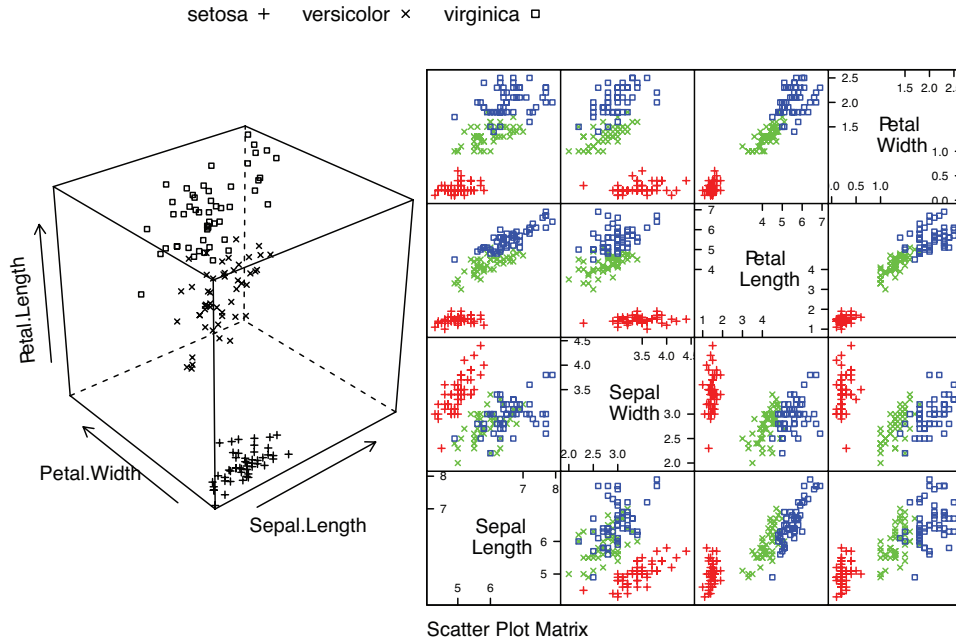 setosa + versicolor × virginica □
Petal.Length
Petal.Width
Sepal.Length
1.5 2.0 2.5
2.5
2.0
1.5
1.0
Petal
Width
0.0 0.5 1.0
0.5
0.0
4 5 6 7
7
6
5
4
Petal
Length
1 2 3 4
4
3
2
1
3.5 4.0 4.5
4.5
4.0
3.5
Sepal
Width
2.0 2.5 3.0
3.0
2.5
2.0
7 8
8
7
Sepal
Length
6
5
5 6
Scatter Plot Matrix